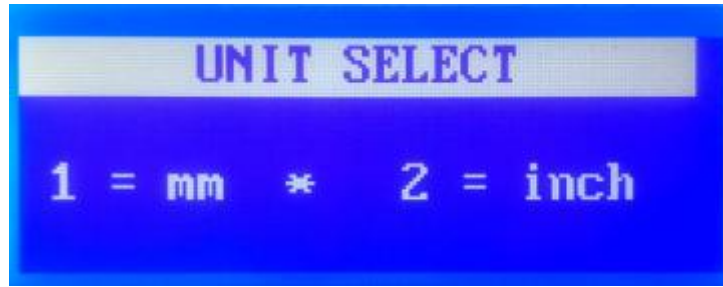 UNIT SELECT
1 = mm * 2 = inch